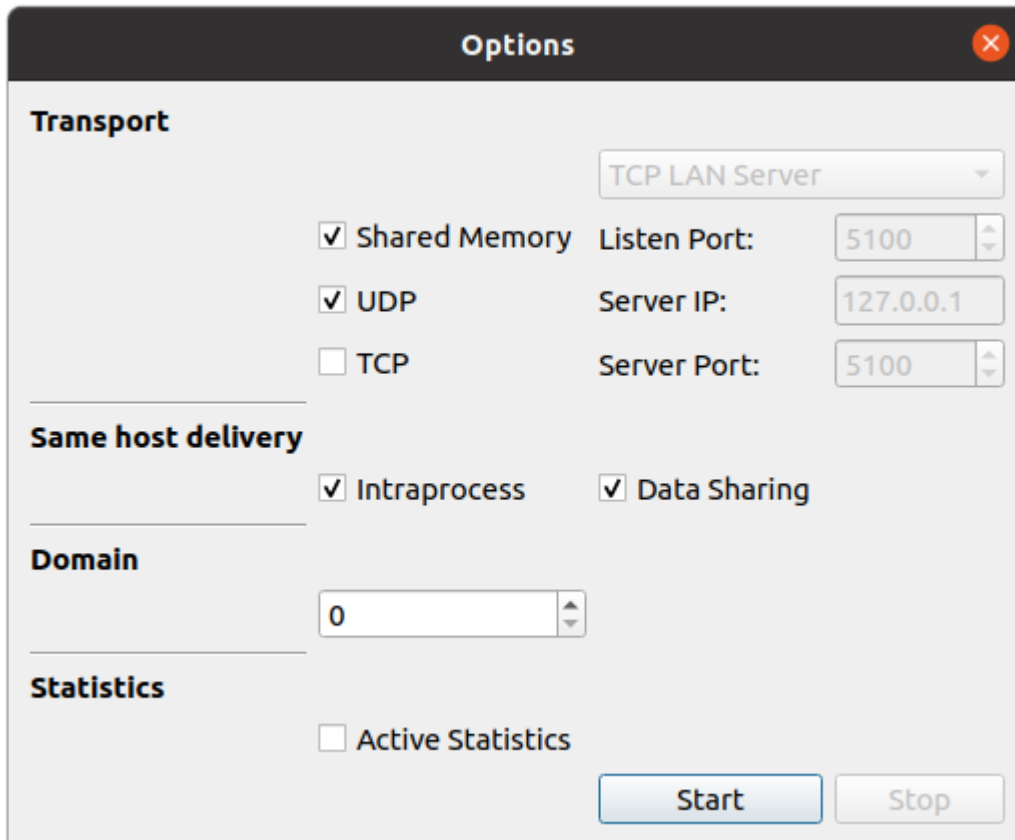 Options
Transport
TCP LAN Server
Shared Memory Listen Port: 5100
UDP Server IP: 127.0.0.1
TCP Server Port: 5100
Same host delivery
Intraprocess Data Sharing
Domain
0
Statistics
Active Statistics
Start Stop